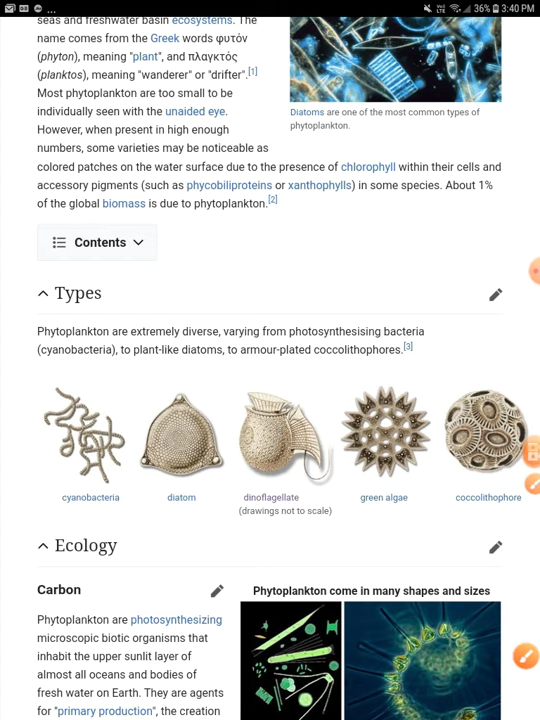 36% 3:40 PM
seas and freshwater basin ecosystems. The
name comes from the Greek words φυτόν
(phyton), meaning "plant", and πλαγκτός
(planktos), meaning "wanderer" or "drifter".[1]
Most phytoplankton are too small to be
individually seen with the unaided eye.
However, when present in high enough
numbers, some varieties may be noticeable as
colored patches on the water surface due to the presence of chlorophyll within their cells and
accessory pigments (such as phycobiliproteins or xanthophylls) in some species. About 1%
of the global biomass is due to phytoplankton.[2]
Diatoms are one of the most common types of
phytoplankton.
Contents
Types
Phytoplankton are extremely diverse, varying from photosynthesising bacteria
(cyanobacteria), to plant-like diatoms, to armour-plated coccolithophores.[3]
cyanobacteria diatom dinoflagellate green algae coccolithophore
(drawings not to scale)
Ecology
Carbon
Phytoplankton are photosynthesizing
microscopic biotic organisms that
inhabit the upper sunlit layer of
almost all oceans and bodies of
fresh water on Earth. They are agents
for "primary production", the creation
Phytoplankton come in many shapes and sizes